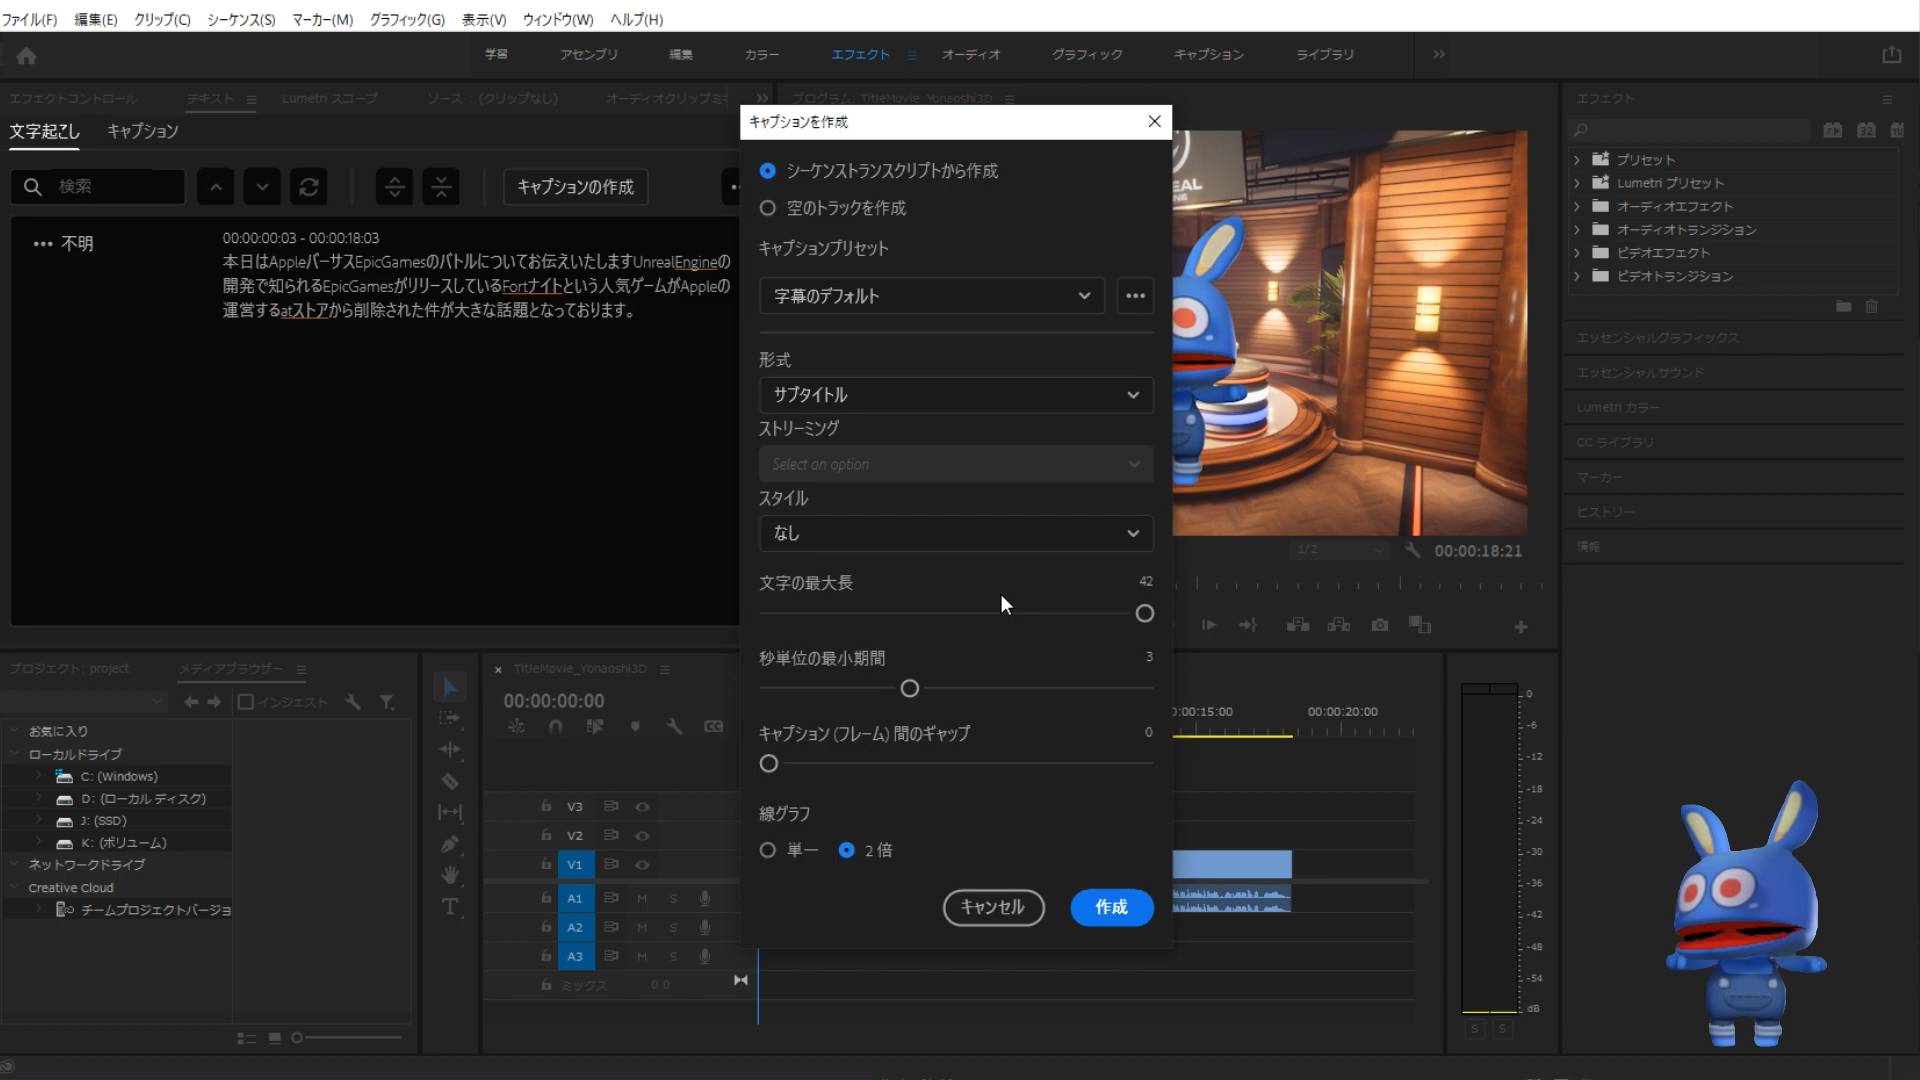 ファイル(F) 編集(E) クリップ(C) シーケンス(S) マーカー(M) グラフィック(G) 表示(V) ウィンドウ(W) ヘルプ(H)
学習 アセンブリ 編集 カラー エフェクト オーディオ グラフィック キャプション ライブラリ
エフェクトコントロール テキスト Lumetri スコープ ソース : (クリップなし) オーディオクリップミキ
プログラム: TitleMovie_Yonaoshi3D
エフェクト
文字起こし キャプション
検索
キャプションの作成
不明
00:00:00:03 - 00:00:18:03
本日はAppleバーサスEpicGamesのバトルについてお伝えいたしますUnrealEngineの
開発で知られるEpicGamesがリリースしているFortナイトという人気ゲームがAppleの
運営するatストアから削除された件が大きな話題となっております。
キャプションを作成
シーケンストランスクリプトから作成
空のトラックを作成
キャプションプリセット
字幕のデフォルト
形式
サブタイトル
ストリーミング
Select an option
スタイル
なし
文字の最大長 42
秒単位の最小期間 3
キャプション (フレーム) 間のギャップ 0
線グラフ
単一 2 倍
キャンセル 作成
1/2 00:00:18:21
プリセット
Lumetri プリセット
オーディオエフェクト
オーディオトランジション
ビデオエフェクト
ビデオトランジション
エッセンシャルグラフィックス
エッセンシャルサウンド
Lumetri カラー
CC ライブラリ
マーカー
ヒストリー
情報
プロジェクト: project メディアブラウザー
インジェスト
お気に入り
ローカルドライブ
C: (Windows)
D: (ローカル ディスク)
J: (SSD)
K: (ボリューム)
ネットワークドライブ
Creative Cloud
チームプロジェクトバージョ
× TitleMovie_Yonaoshi3D
00:00:00:00
00:00:15:00 00:00:20:00
V3
V2
V1
A1 M S
A2 M S
A3 M S
ミックス 0.0
0
-6
-12
-18
-24
-30
-36
-42
-48
-54
dB
S S